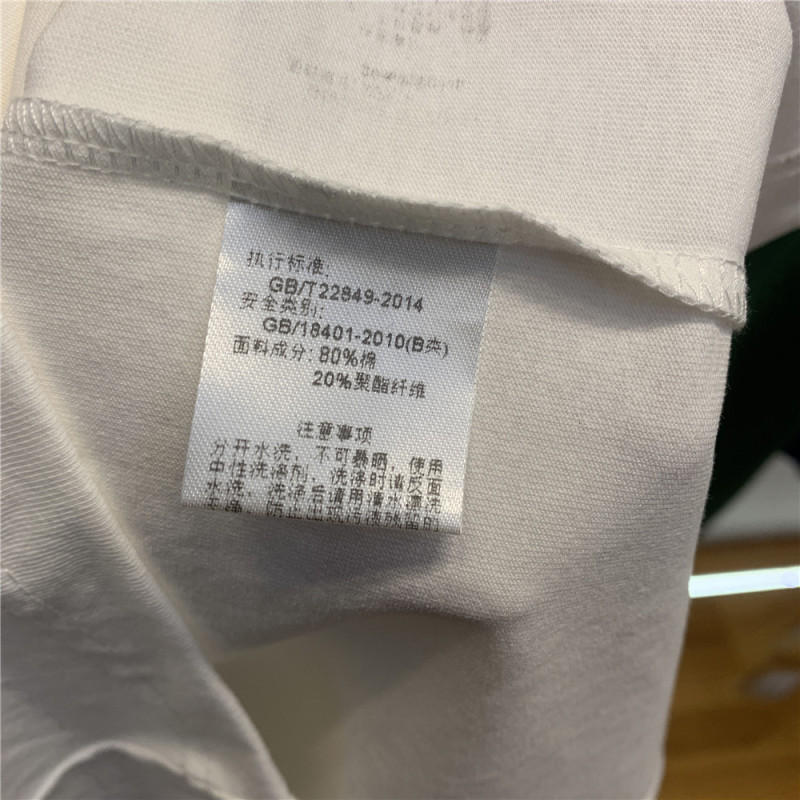 执行标准:
GB/T22849-2014
安全类别:
GB/18401-2010(B类)
面料成分:80%棉
20%聚酯纤维
注意事项
分开水洗,不可暴晒,使用
中性洗涤剂,洗涤时请反面
水洗,洗净后请用清水漂洗